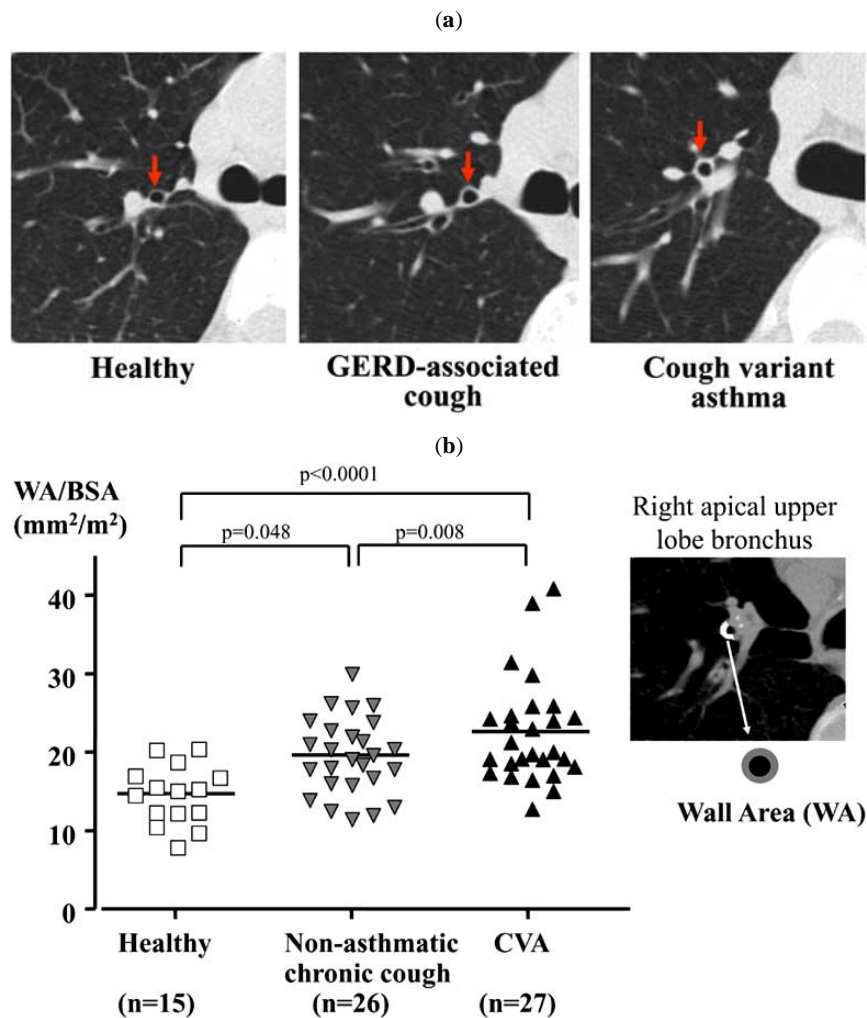 (a)
Healthy
GERD-associated
cough
Cough variant
asthma
(b)
WA/BSA
(mm²/m²)
p<0.0001
p=0.048
p=0.008
40
30
20
10
0
Healthy
(n=15)
Non-asthmatic
chronic cough
(n=26)
CVA
(n=27)
Right apical upper
lobe bronchus
Wall Area (WA)